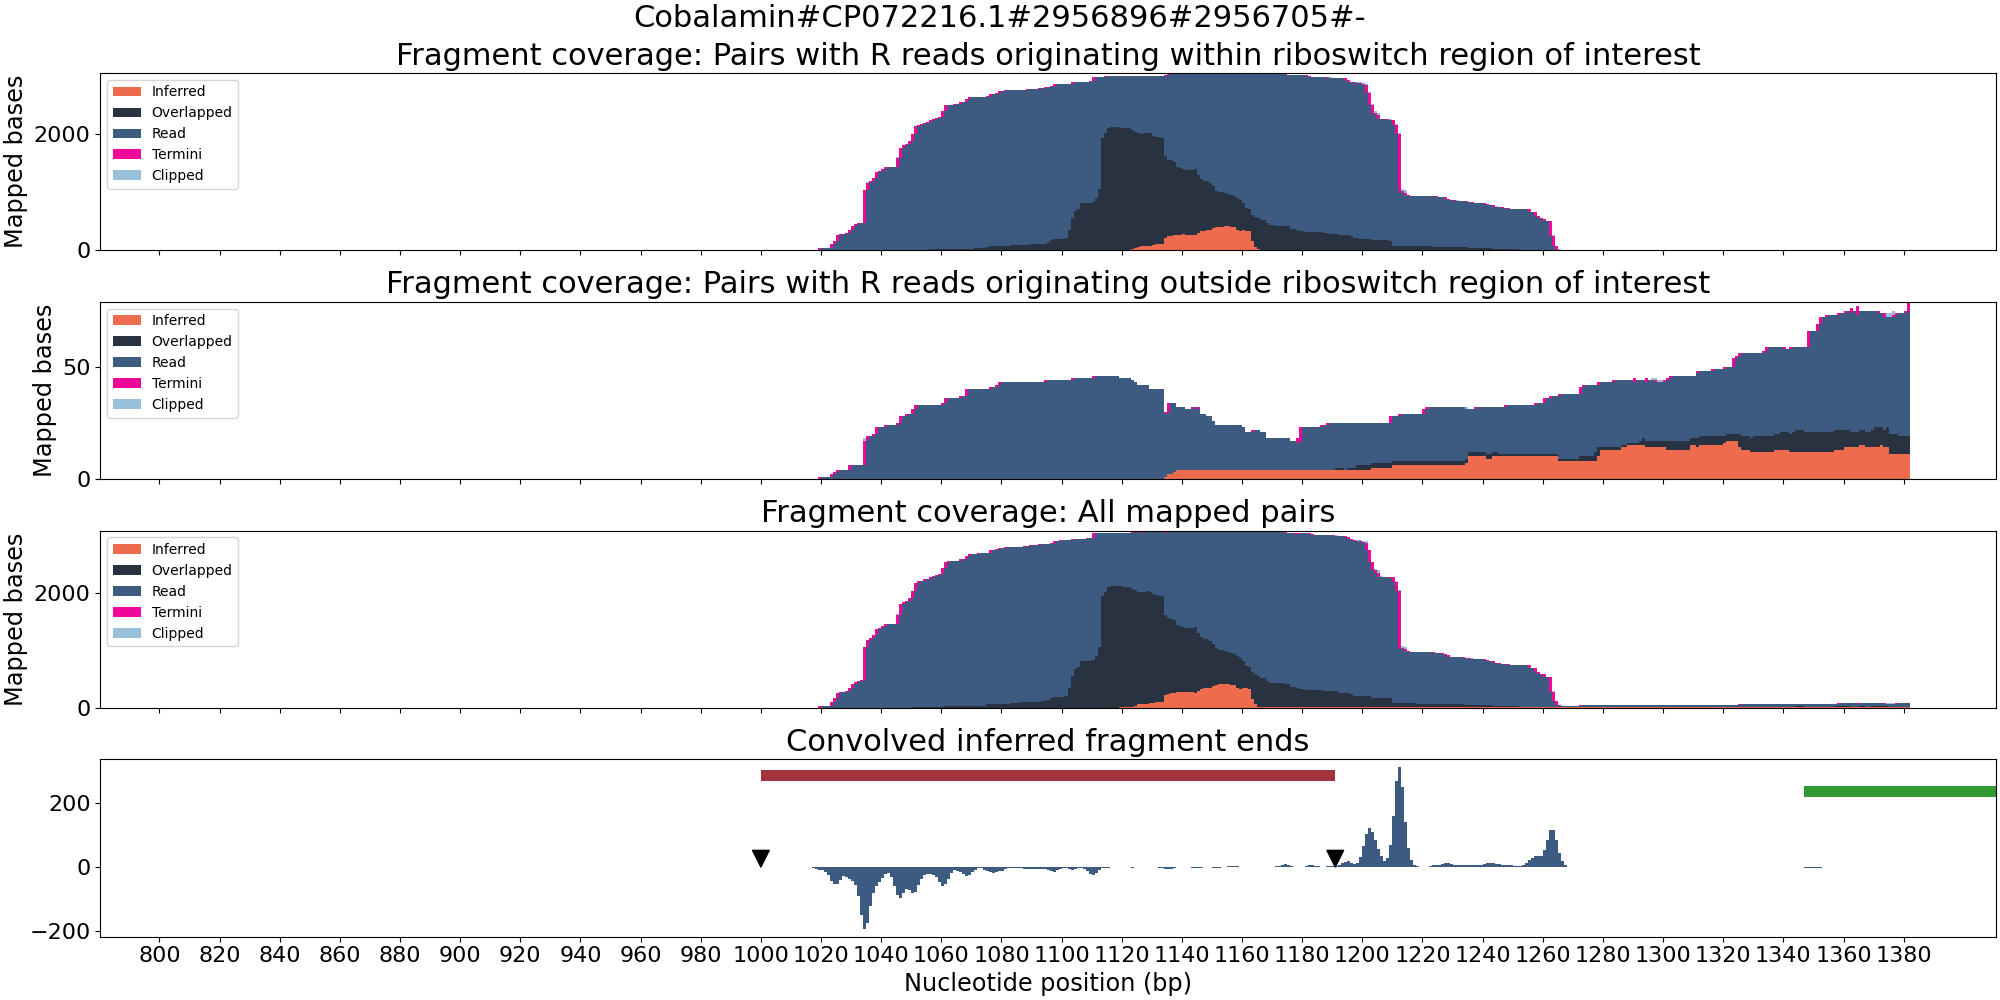 Cobalamin#CP072216.1#2956896#2956705#-
Fragment coverage: Pairs with R reads originating within riboswitch region of interest
Mapped bases
2000
0
Inferred
Overlapped
Read
Termini
Clipped
Fragment coverage: Pairs with R reads originating outside riboswitch region of interest
Mapped bases
50
0
Inferred
Overlapped
Read
Termini
Clipped
Fragment coverage: All mapped pairs
Mapped bases
2000
0
Inferred
Overlapped
Read
Termini
Clipped
Convolved inferred fragment ends
200
0
−200
800 820 840 860 880 900 920 940 960 980 1000 1020 1040 1060 1080 1100 1120 1140 1160 1180 1200 1220 1240 1260 1280 1300 1320 1340 1360 1380
Nucleotide position (bp)